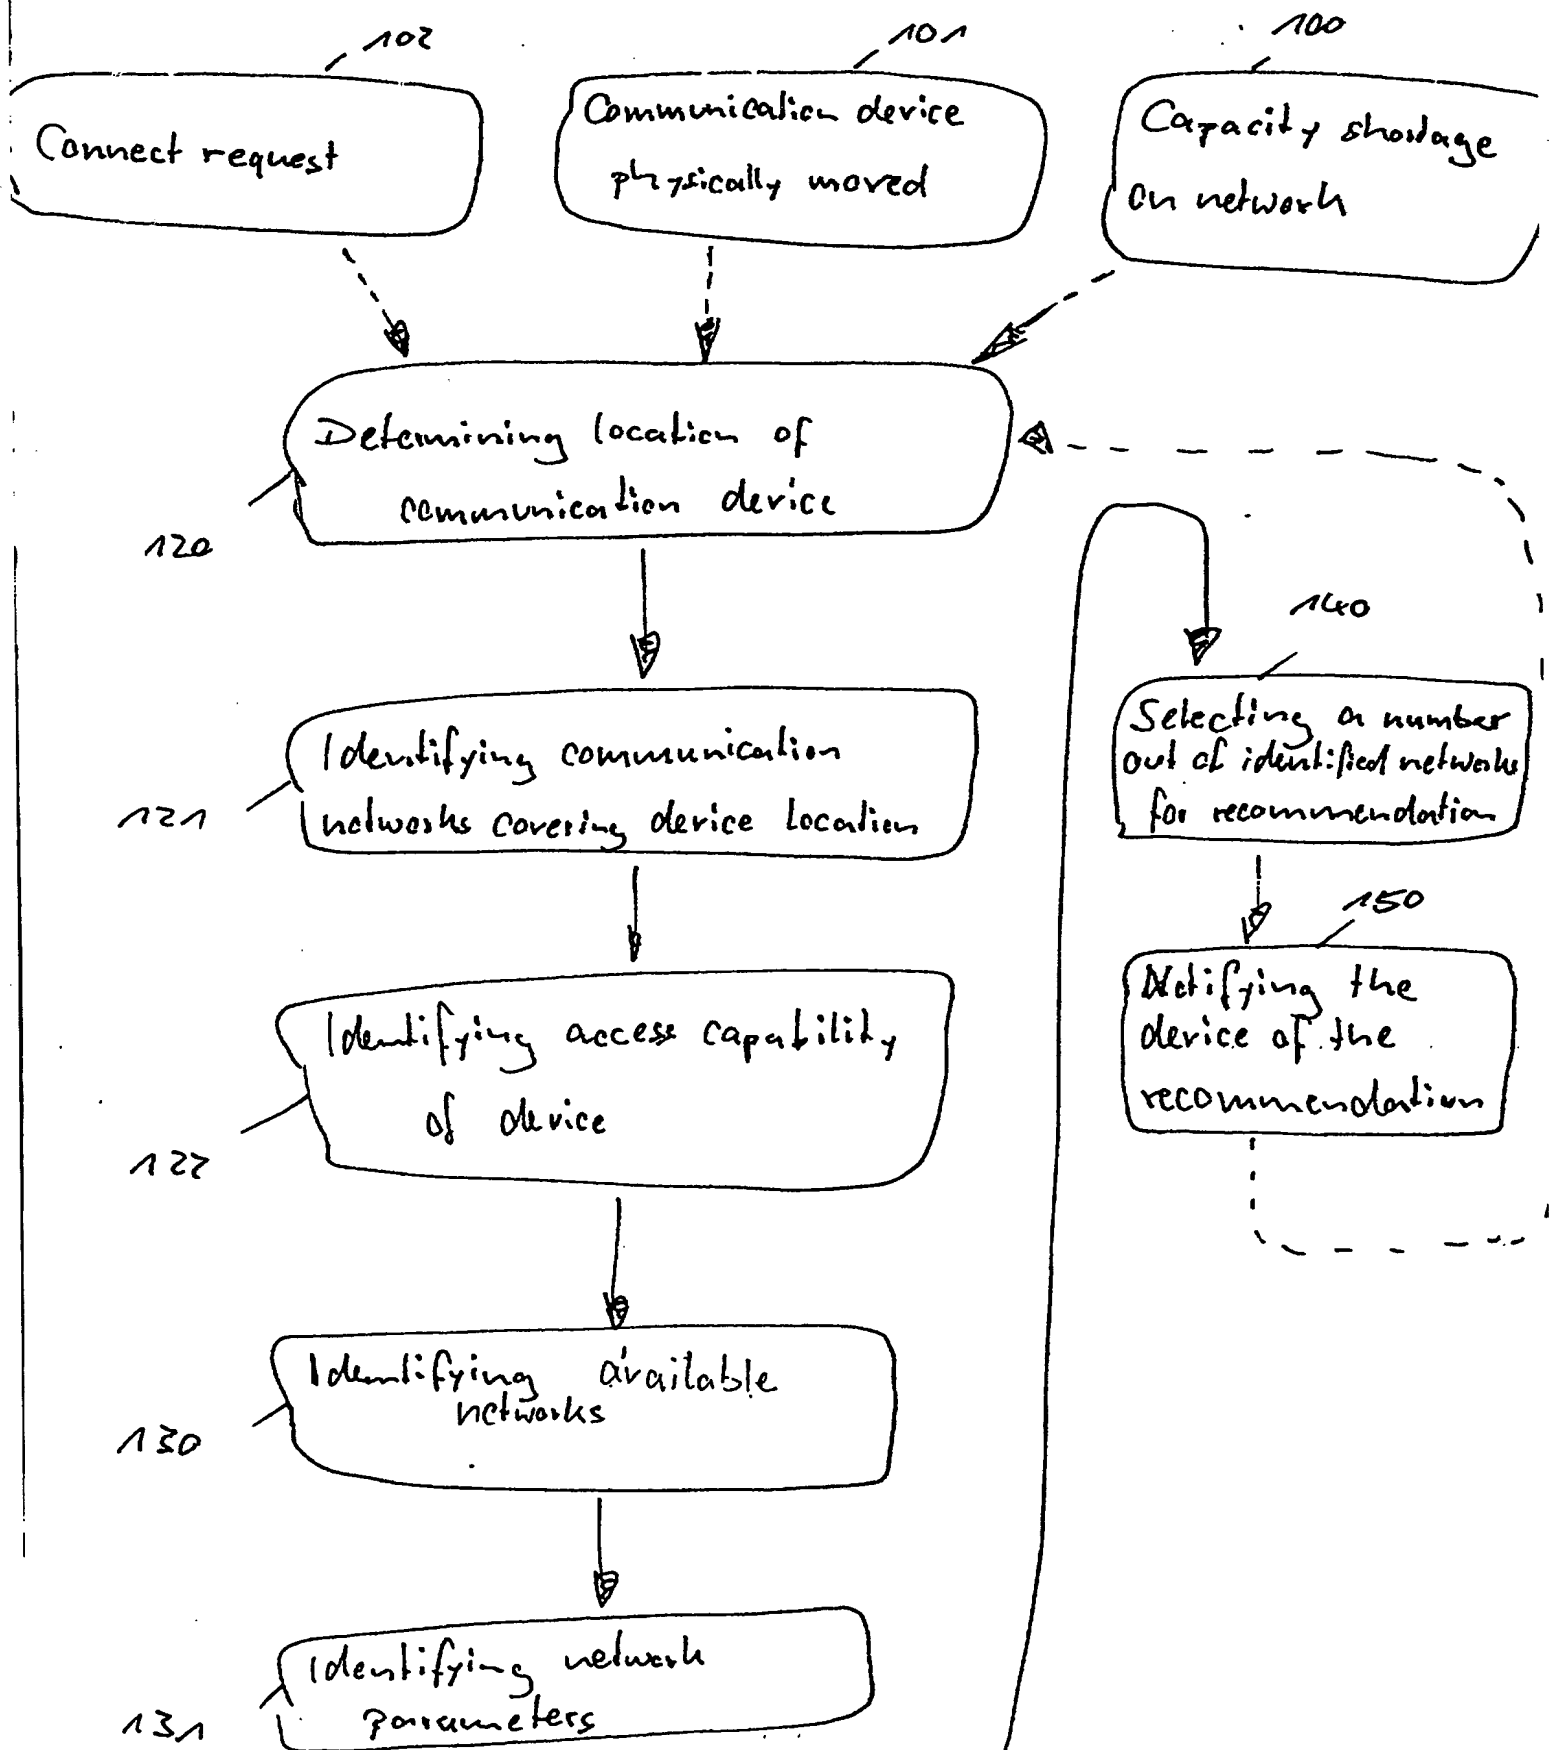 102
101
100
Connect request
Communication device
physically moved
Capacity shortage
on network
Determining location of
communication device
120
140
Selecting a number
out of identified networks
for recommendation
Identifying communication
networks covering device location
121
150
Notifying the
device of the
recommendation
Identifying access capability
of device
122
Identifying available
networks
130
Identifying network
parameters
131